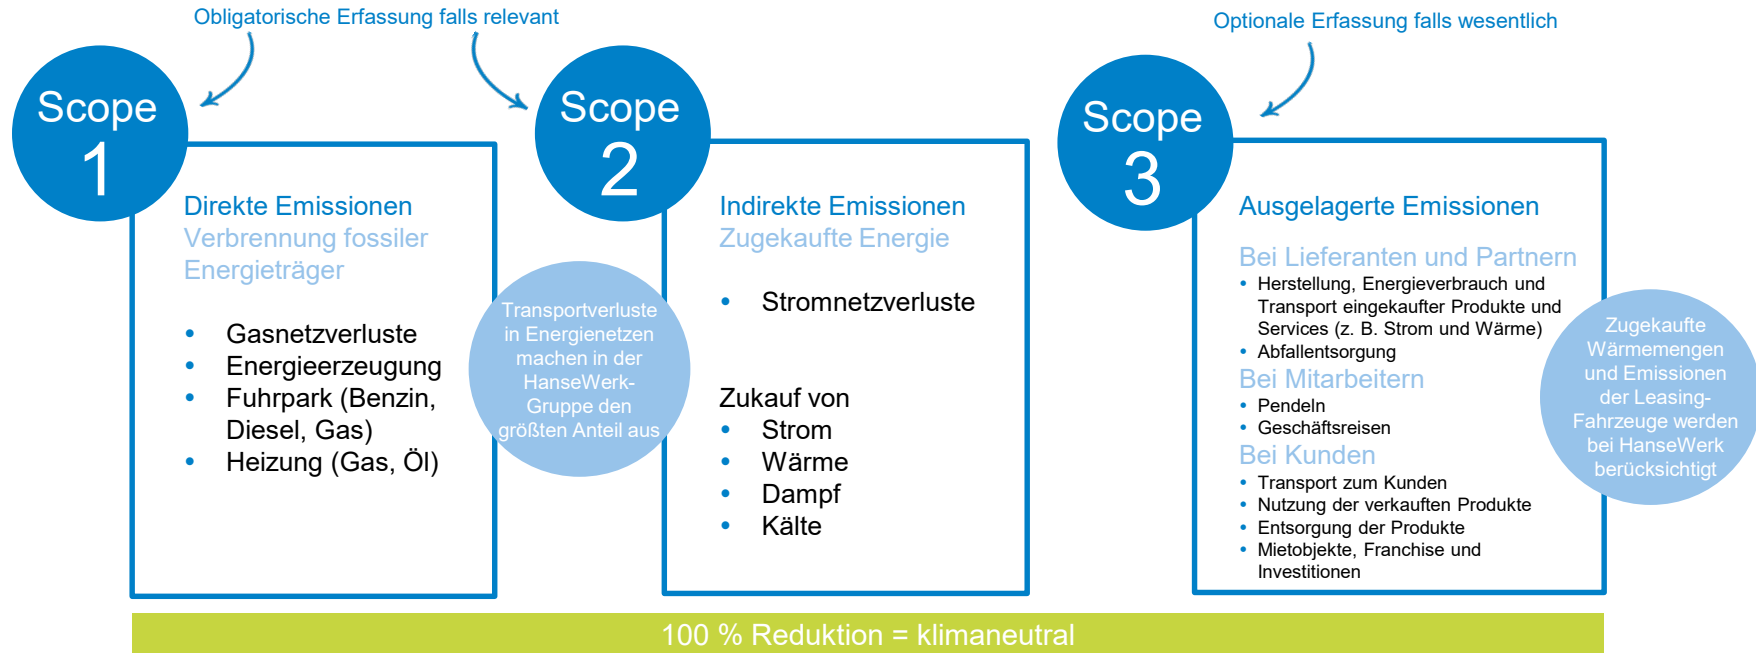 Obligatorische Erfassung falls relevant
Optionale Erfassung falls wesentlich
Scope
1
Direkte Emissionen
Verbrennung fossiler
Energieträger
• Gasnetzverluste
• Energieerzeugung
• Fuhrpark (Benzin,
Diesel, Gas)
• Heizung (Gas, Öl)
Transportverluste
in Energienetzen
machen in der
HanseWerk-
Gruppe den
größten Anteil aus
Scope
2
Indirekte Emissionen
Zugekaufte Energie
• Stromnetzverluste
Zukauf von
• Strom
• Wärme
• Dampf
• Kälte
Scope
3
Ausgelagerte Emissionen
Bei Lieferanten und Partnern
• Herstellung, Energieverbrauch und
Transport eingekaufter Produkte und
Services (z. B. Strom und Wärme)
• Abfallentsorgung
Bei Mitarbeitern
• Pendeln
• Geschäftsreisen
Bei Kunden
• Transport zum Kunden
• Nutzung der verkauften Produkte
• Entsorgung der Produkte
• Mietobjekte, Franchise und
Investitionen
Zugekaufte
Wärmemengen
und Emissionen
der Leasing-
Fahrzeuge werden
bei HanseWerk
berücksichtigt
100 % Reduktion = klimaneutral